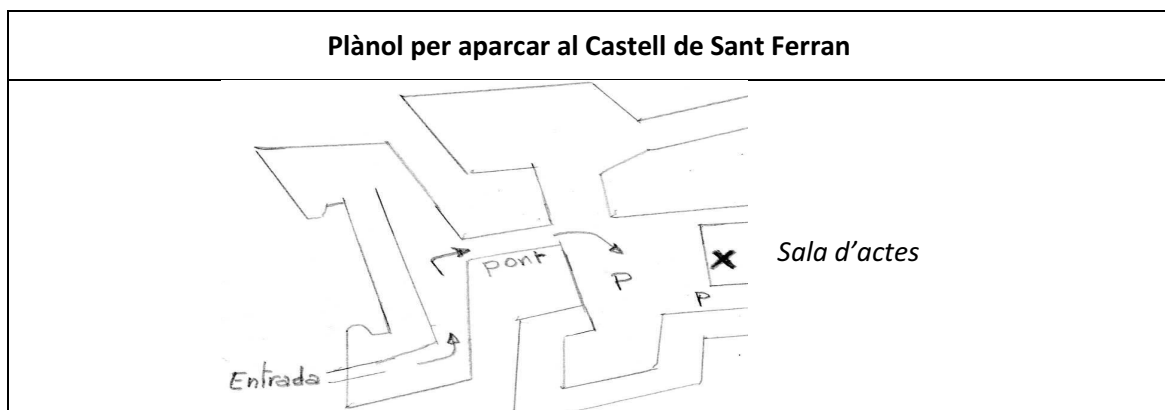 Plànol per aparcar al Castell de Sant Ferran
pont
P
X
Sala d'actes
P
Entrada